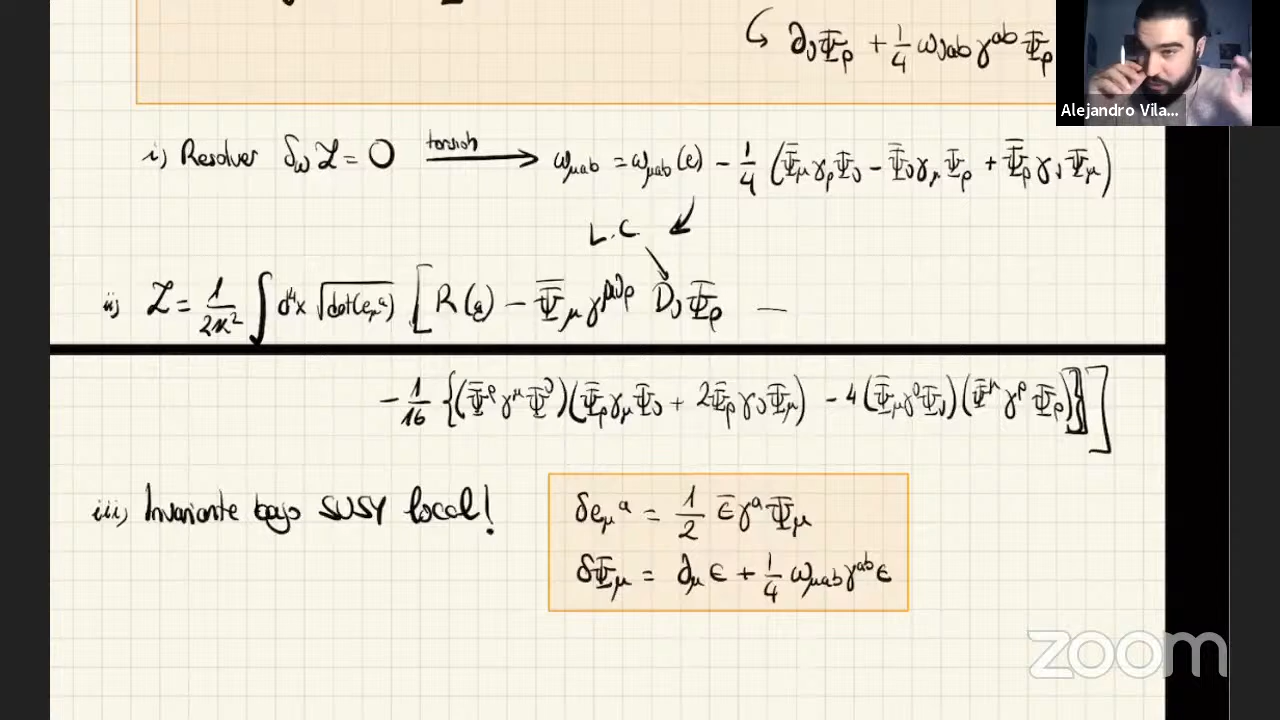 ↳ ∂_ν Ψ_ρ + 1/4 ω_νab γ^ab Ψ_ρ
Alejandro Vila...
i) Resolver δ_ω ℒ = 0 —torsión→ ω_μab = ω_μab(e) - 1/4 (Ψ̄_μ γ_ρ Ψ_ν - Ψ̄_ν γ_μ Ψ_ρ + Ψ̄_ρ γ_ν Ψ_μ)
L.C.
ii) ℒ = 1/2κ² ∫ d⁴x √det(e_μ^a) [ R(e) - Ψ̄_μ γ^μνρ D_ν Ψ_ρ —
- 1/16 {(Ψ̄^ρ γ^μ Ψ^ν)(Ψ̄_ρ γ_μ Ψ_ν + 2Ψ̄_ρ γ_ν Ψ_μ) - 4(Ψ̄_μ γ^ν Ψ_ν)(Ψ̄^μ γ^ρ Ψ_ρ)}]
iii) Invariante bajo SUSY local!
δe_μ^a = 1/2 ε̄ γ^a Ψ_μ
δΨ_μ = ∂_μ ε + 1/4 ω_μab γ^ab ε
zoom